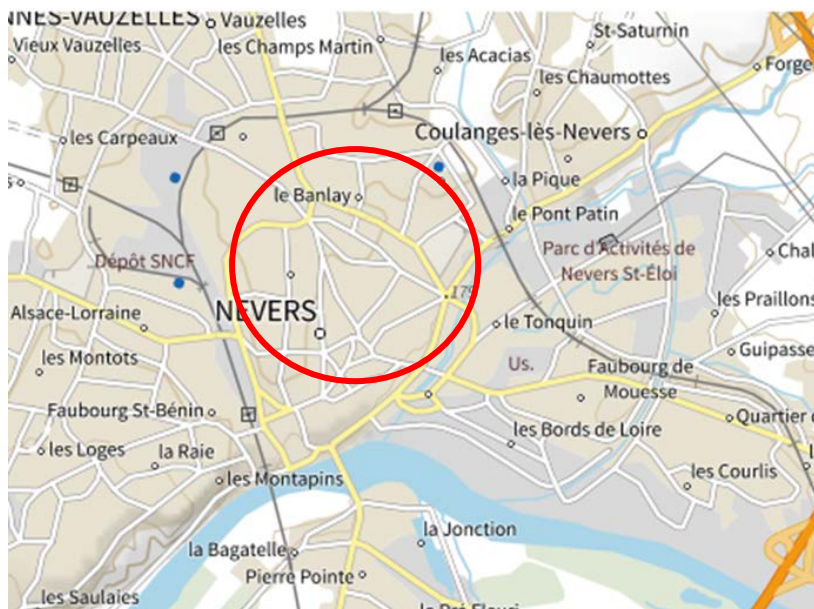 NNES-VAUZELLES
Vauzelles
Vieux Vauzelles
les Champs Martin
St-Saturnin
les Acacias
Forge
les Chaumottes
les Carpeaux
Coulanges-lès-Nevers
la Pique
le Banlay
le Pont Patin
Dépôt SNCF
Parc d'Activités de
Nevers St-Éloi
Chal
179
NEVERS
Alsace-Lorraine
le Tonquin
les Praillons
les Montots
Us.
Faubourg de
Mouesse
Guipasse
Faubourg St-Bénin
Quartier
les Bords de Loire
les Loges
la Raie
les Montapins
les Courlis
la Jonction
la Bagatelle
Pierre Pointe
les Saulaies